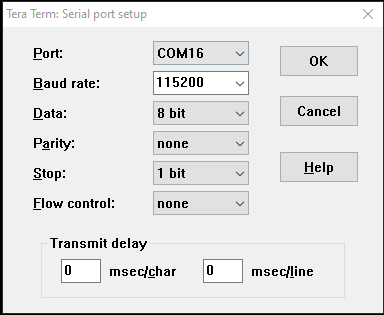 Tera Term: Serial port setup
Port: COM16 OK
Baud rate: 115200
Data: 8 bit Cancel
Parity: none
Stop: 1 bit Help
Flow control: none
Transmit delay
0 msec/char 0 msec/line